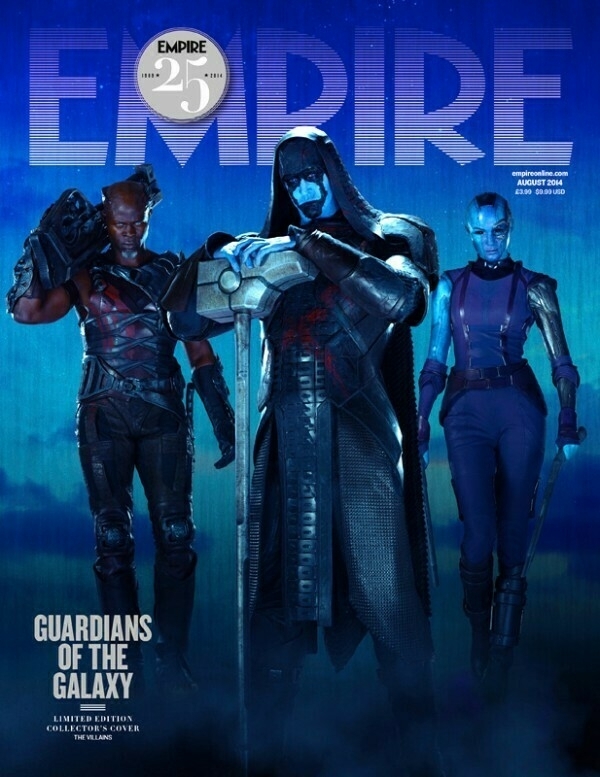 EMPIRE
EMPIRE
1989 ★ 25 ★ 2014
empireonline.com
AUGUST 2014
£3.99 $9.99 USD
GUARDIANS
OF THE
GALAXY
LIMITED EDITION
COLLECTOR'S COVER
THE VILLAINS